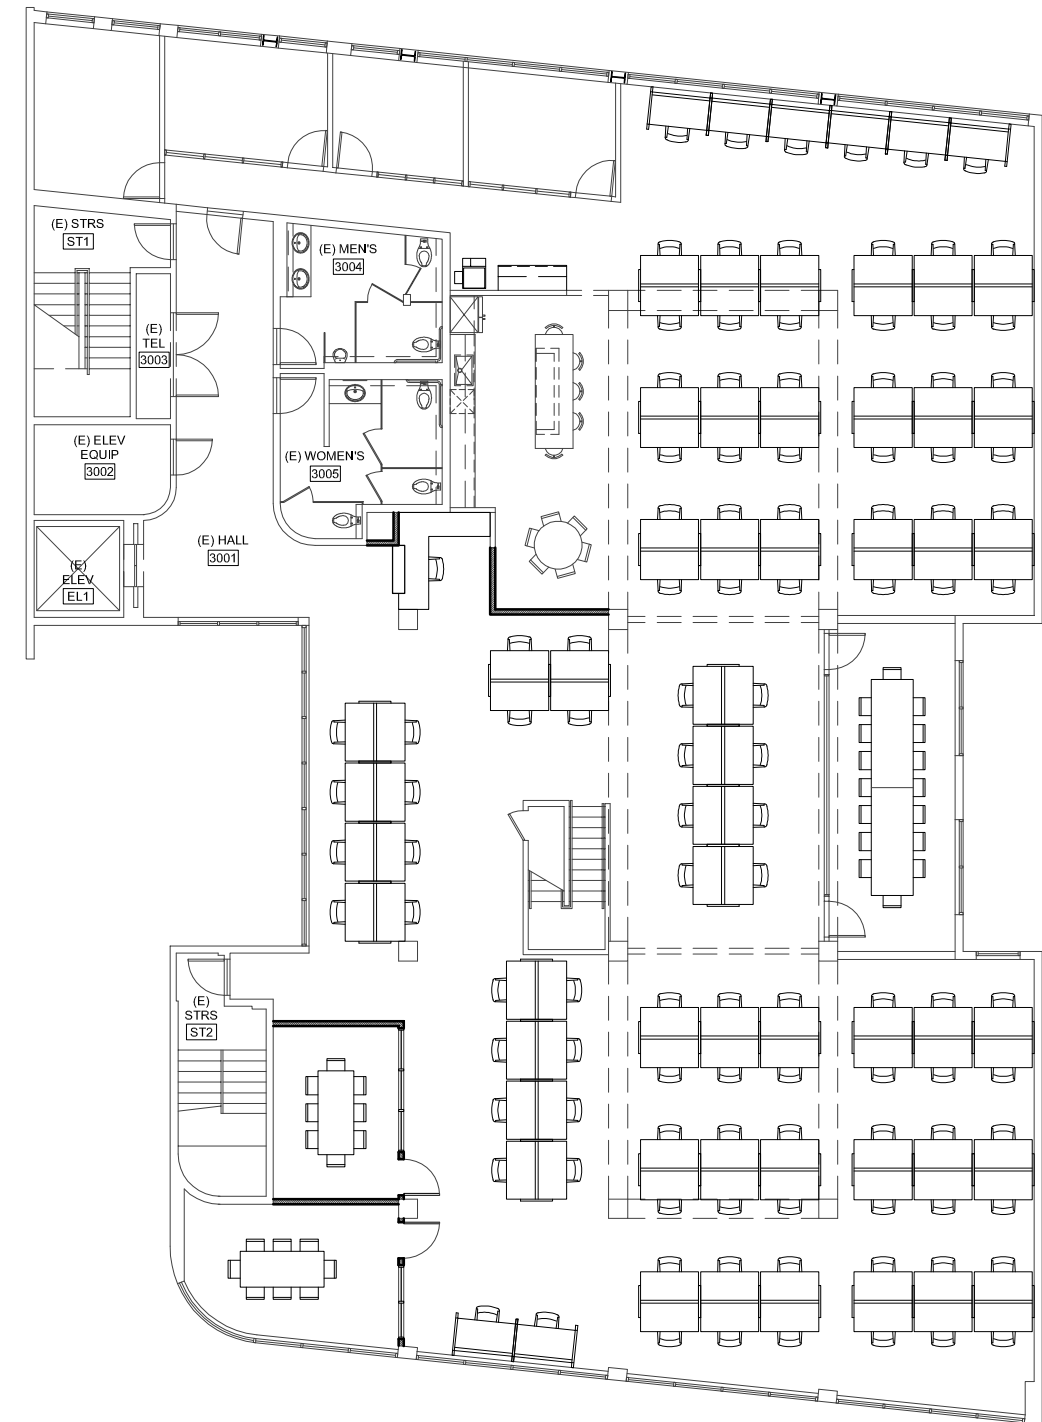 (E) STRS
ST1
(E) MEN'S
3004
(E)
TEL
3003
(E) ELEV
EQUIP
3002
(E) WOMEN'S
3005
(E) HALL
3001
(E)
ELEV
EL1
(E)
STRS
ST2